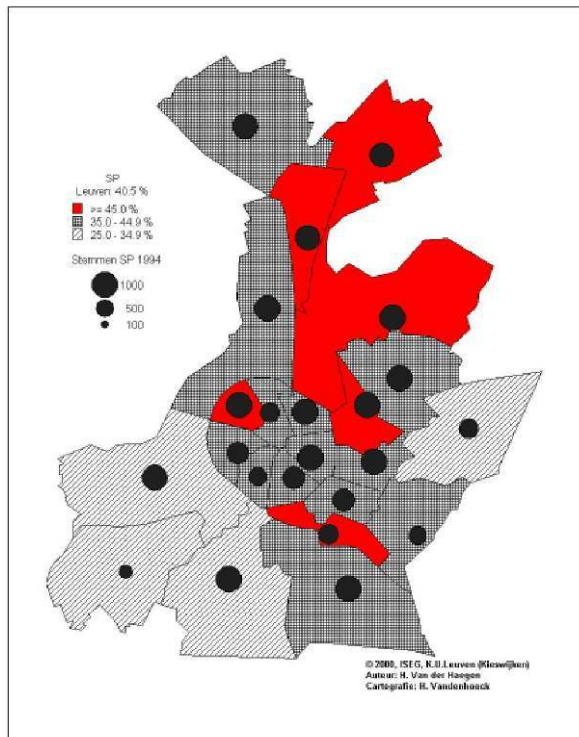 SP
Leuven: 40.5 %
>= 45.0 %
35.0 - 44.9 %
25.0 - 34.9 %
Stemmen SP 1994
1000
500
100
© 2000, ISEG, K.U.Leuven (Kieswijken)
Auteur: H. Van der Haegen
Cartografie: H. Vandenhoeck